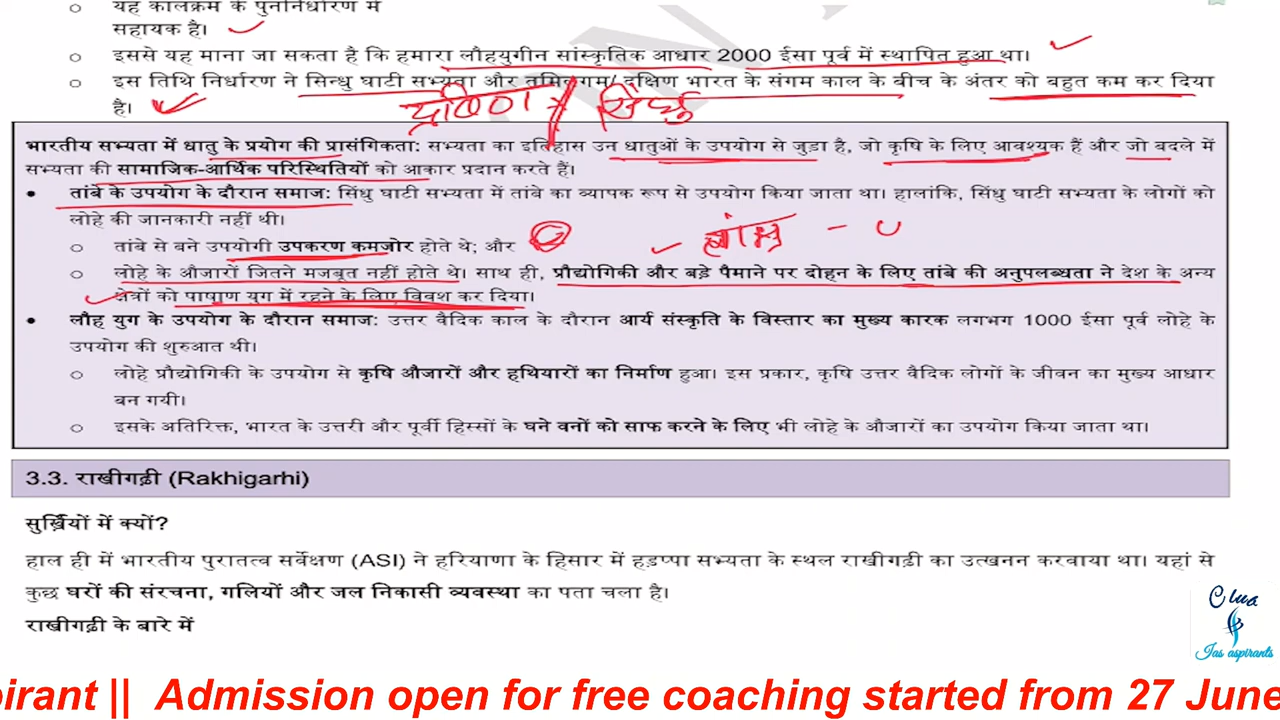 यह कालक्रम के पुनर्निर्धारण में
सहायक है।
○ इससे यह माना जा सकता है कि हमारा लौहयुगीन सांस्कृतिक आधार 2000 ईसा पूर्व में स्थापित हुआ था।
○ इस तिथि निर्धारण ने सिन्धु घाटी सभ्यता और तमिलगम/ दक्षिण भारत के संगम काल के बीच के अंतर को बहुत कम कर दिया
है।
भारतीय सभ्यता में धातु के प्रयोग की प्रासंगिकता: सभ्यता का इतिहास उन धातुओं के उपयोग से जुड़ा है, जो कृषि के लिए आवश्यक हैं और जो बदले में
सभ्यता की सामाजिक-आर्थिक परिस्थितियों को आकार प्रदान करते हैं।
• तांबे के उपयोग के दौरान समाज: सिंधु घाटी सभ्यता में तांबे का व्यापक रूप से उपयोग किया जाता था। हालांकि, सिंधु घाटी सभ्यता के लोगों को
लोहे की जानकारी नहीं थी।
○ तांबे से बने उपयोगी उपकरण कमजोर होते थे; और
○ लोहे के औजारों जितने मजबूत नहीं होते थे। साथ ही, प्रौद्योगिकी और बड़े पैमाने पर दोहन के लिए तांबे की अनुपलब्धता ने देश के अन्य
क्षेत्रों को पाषाण युग में रहने के लिए विवश कर दिया।
• लौह युग के उपयोग के दौरान समाज: उत्तर वैदिक काल के दौरान आर्य संस्कृति के विस्तार का मुख्य कारक लगभग 1000 ईसा पूर्व लोहे के
उपयोग की शुरुआत थी।
○ लोहे प्रौद्योगिकी के उपयोग से कृषि औजारों और हथियारों का निर्माण हुआ। इस प्रकार, कृषि उत्तर वैदिक लोगों के जीवन का मुख्य आधार
बन गयी।
○ इसके अतिरिक्त, भारत के उत्तरी और पूर्वी हिस्सों के घने वनों को साफ करने के लिए भी लोहे के औजारों का उपयोग किया जाता था।
3.3. राखीगढ़ी (Rakhigarhi)
सुर्ख़ियों में क्यों?
हाल ही में भारतीय पुरातत्व सर्वेक्षण (ASI) ने हरियाणा के हिसार में हड़प्पा सभ्यता के स्थल राखीगढ़ी का उत्खनन करवाया था। यहां से
कुछ घरों की संरचना, गलियों और जल निकासी व्यवस्था का पता चला है।
राखीगढ़ी के बारे में
Ias aspirants
pirant || Admission open for free coaching started from 27 June